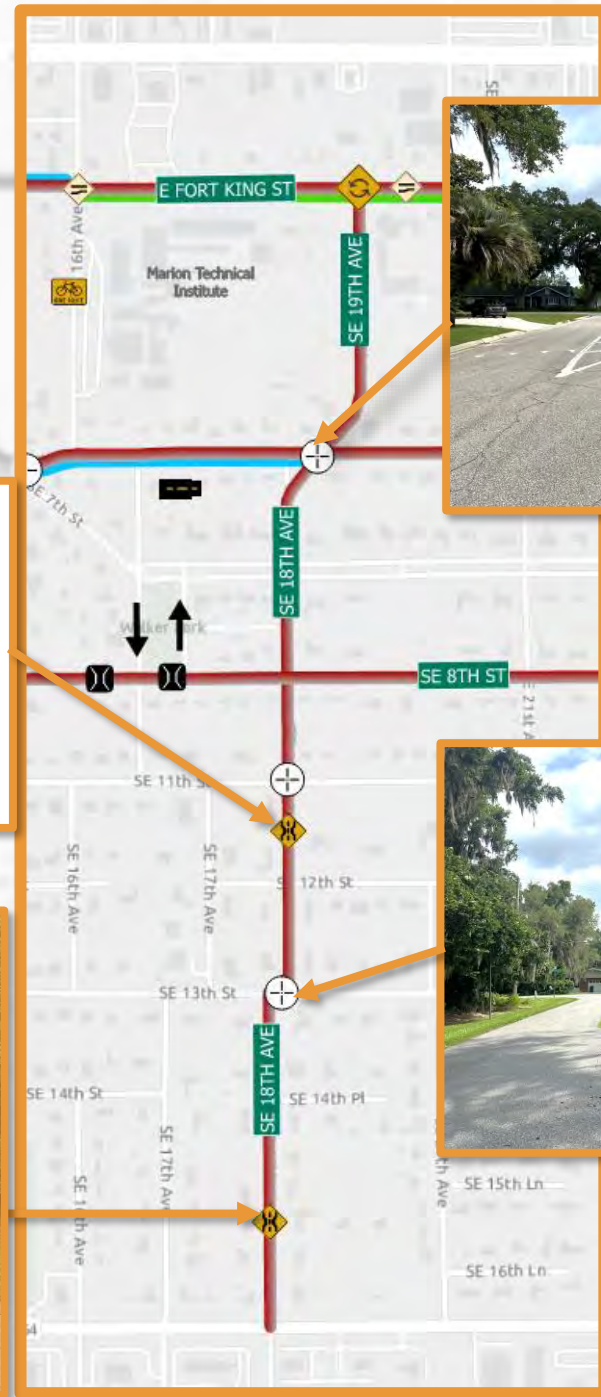 SE
E FORT KING ST
16th Ave
Marion Technical
Institute
SE 19TH AVE
SE 7th St
SE 18TH AVE
Walker Park
SE 8TH ST
SE 11th St
SE 16th Ave
SE 17th Ave
12th St
SE 13th St
SE 18TH AVE
SE 14th St
SE 14th Pl
SE 17th Ave
Ave
SE 15th Ln
SE 16th Ln